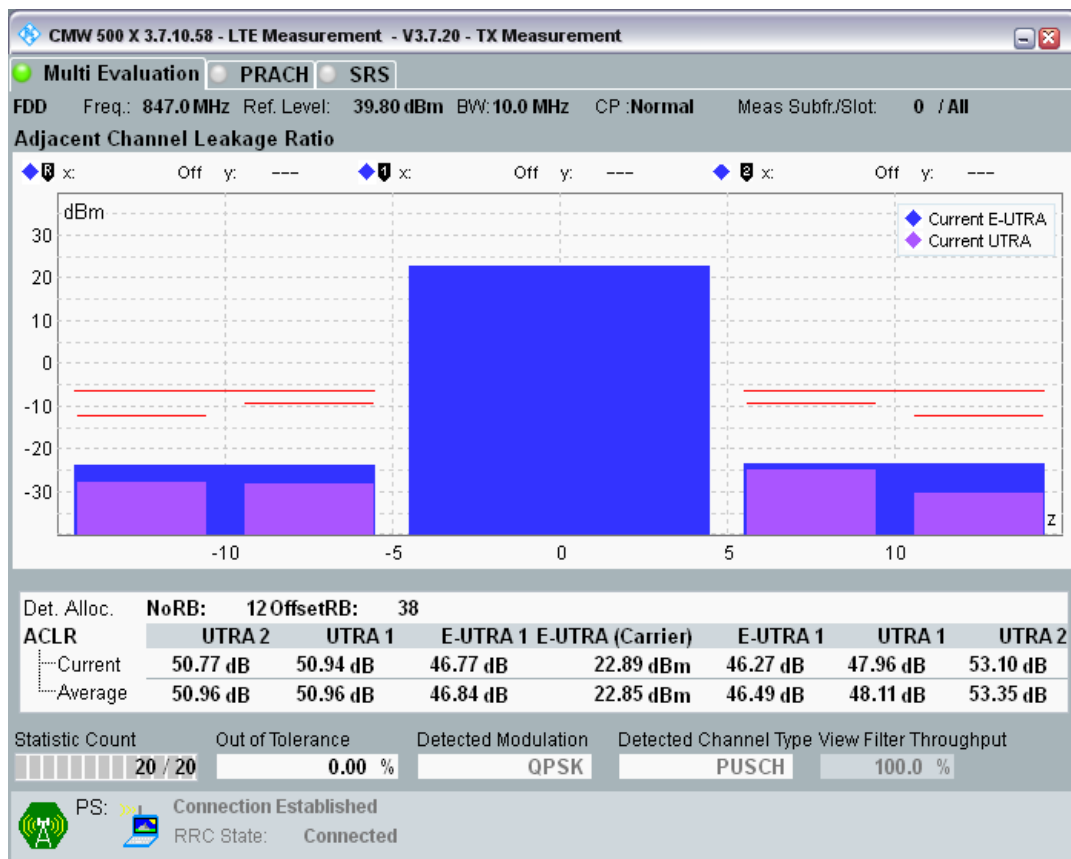 CMW 500 X 3.7.10.58 - LTE Measurement - V3.7.20 - TX Measurement
Multi Evaluation PRACH SRS
FDD Freq.: 847.0 MHz Ref. Level: 39.80 dBm BW: 10.0 MHz CP :Normal Meas Subfr./Slot: 0 / All
Adjacent Channel Leakage Ratio
R x: Off y: --- 1 x: Off y: --- 2 x: Off y: ---
dBm
Current E-UTRA
Current UTRA
30
20
10
0
-10
-20
-30
z
-10 -5 0 5 10
Det. Alloc. NoRB: 12 OffsetRB: 38
ACLR UTRA 2 UTRA 1 E-UTRA 1 E-UTRA (Carrier) E-UTRA 1 UTRA 1 UTRA 2
Current 50.77 dB 50.94 dB 46.77 dB 22.89 dBm 46.27 dB 47.96 dB 53.10 dB
Average 50.96 dB 50.96 dB 46.84 dB 22.85 dBm 46.49 dB 48.11 dB 53.35 dB
Statistic Count Out of Tolerance Detected Modulation Detected Channel Type View Filter Throughput
20 / 20 0.00 % QPSK PUSCH 100.0 %
PS: Connection Established
RRC State: Connected